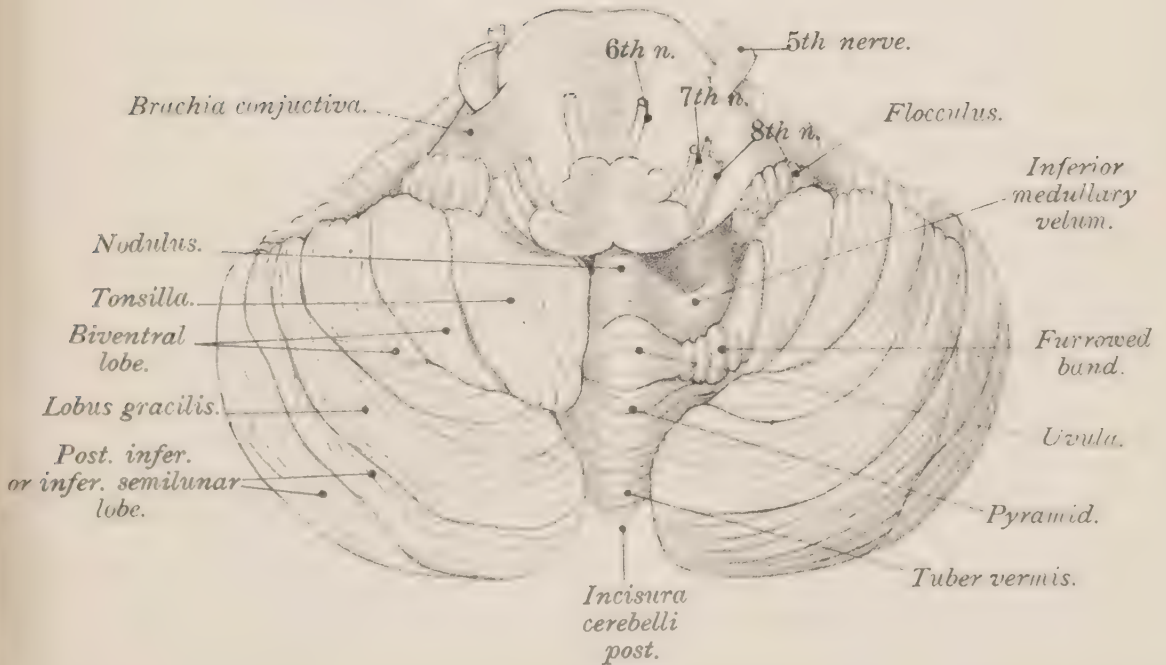 6th n.
5th nerve.
Brachia conjuctiva.
7th n.
Flocculus.
8th n.
Inferior
medullary
velum.
Nodulus.
Tonsilla.
Biventral
lobe.
Furrowed
band.
Lobus gracilis.
Uvula.
Post. infer.
or infer. semilunar
lobe.
Pyramid.
Tuber vermis.
Incisura
cerebelli
post.